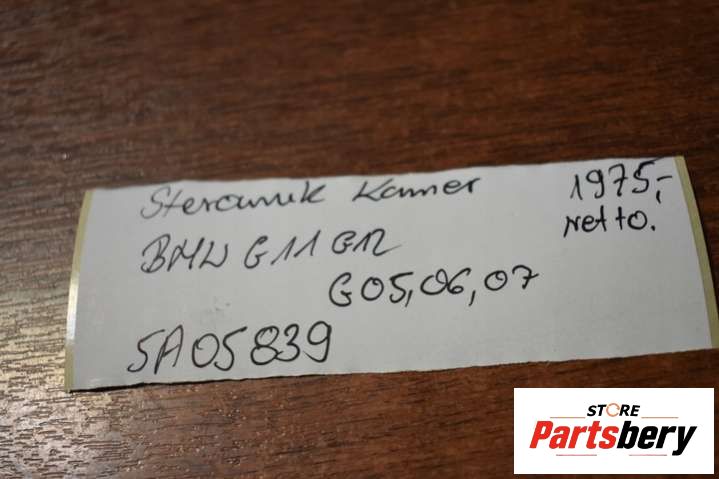 Sterownik Kamer
1975,-
netto.
BMW G11 G12
G05,06,07
5A05839
STORE
Partsbery